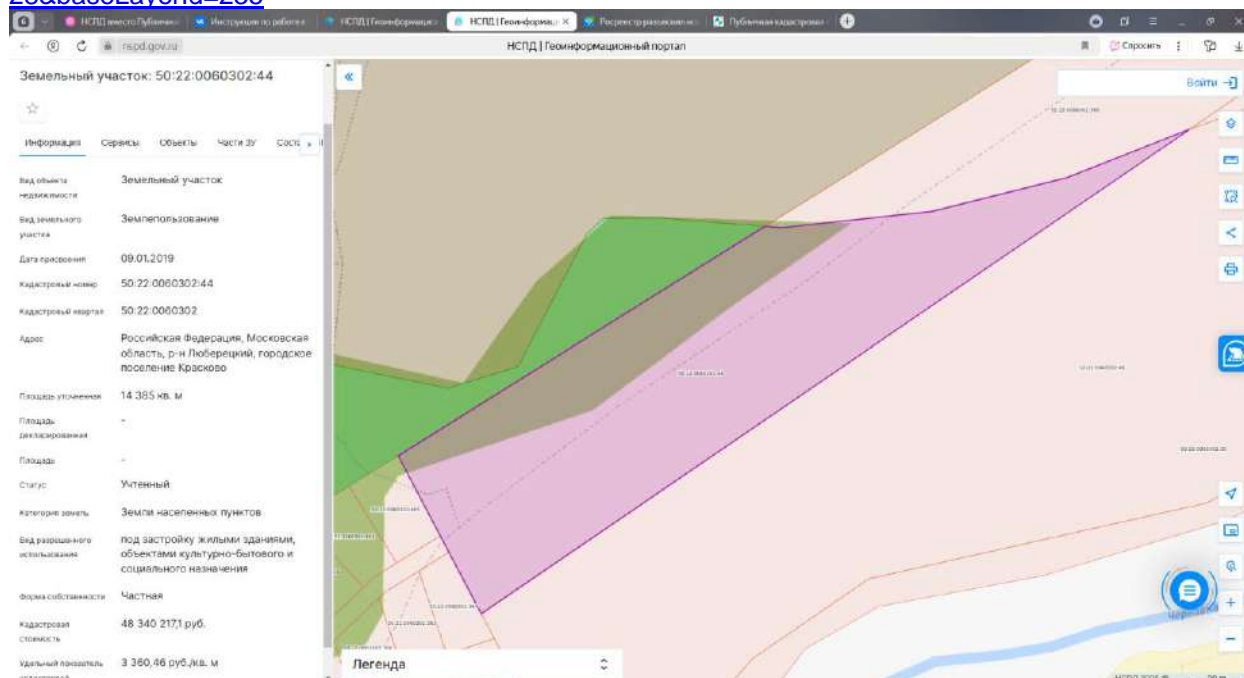 26&baseLayerId=235
НСПД вместо Публичной
Инструкция по работе с
НСПД | Геоинформацион
НСПД | Геоинформац
Публичная кадастровая
nspd.gov.ru
НСПД | Геоинформационный портал
Спросить
Земельный участок: 50:22:0060302:44
Войти
Информация Сервисы Объекты Части ЗУ
Вид объекта недвижимости
Земельный участок
Вид земельного участка
Землепользование
Дата присвоения
09.01.2019
Кадастровый номер
50:22:0060302:44
Кадастровый квартал
50:22:0060302
Адрес
Российская Федерация, Московская
область, р-н Люберецкий, городское
поселение Красково
Площадь уточненная
14 385 кв. м
Площадь декларированная
-
Площадь
-
Статус
Учтенный
Категория земель
Земли населенных пунктов
Вид разрешенного использования
под застройку жилыми зданиями,
объектами культурно-бытового и
социального назначения
Форма собственности
Частная
Кадастровая стоимость
48 340 217,1 руб.
Удельный показатель
3 360,46 руб./кв. м
Легенда